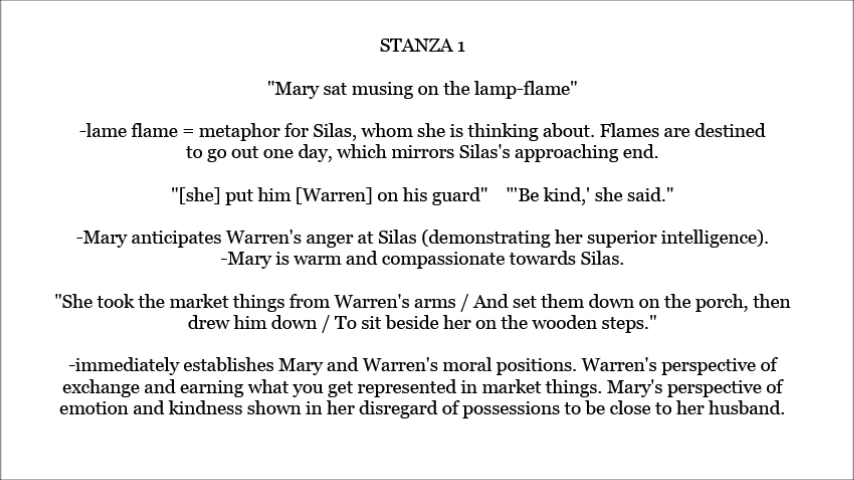 STANZA 1
"Mary sat musing on the lamp-flame"
-lame flame = metaphor for Silas, whom she is thinking about. Flames are destined
to go out one day, which mirrors Silas's approaching end.
"[she] put him [Warren] on his guard" "'Be kind,' she said."
-Mary anticipates Warren's anger at Silas (demonstrating her superior intelligence).
-Mary is warm and compassionate towards Silas.
"She took the market things from Warren's arms / And set them down on the porch, then
drew him down / To sit beside her on the wooden steps."
-immediately establishes Mary and Warren's moral positions. Warren's perspective of
exchange and earning what you get represented in market things. Mary's perspective of
emotion and kindness shown in her disregard of possessions to be close to her husband.